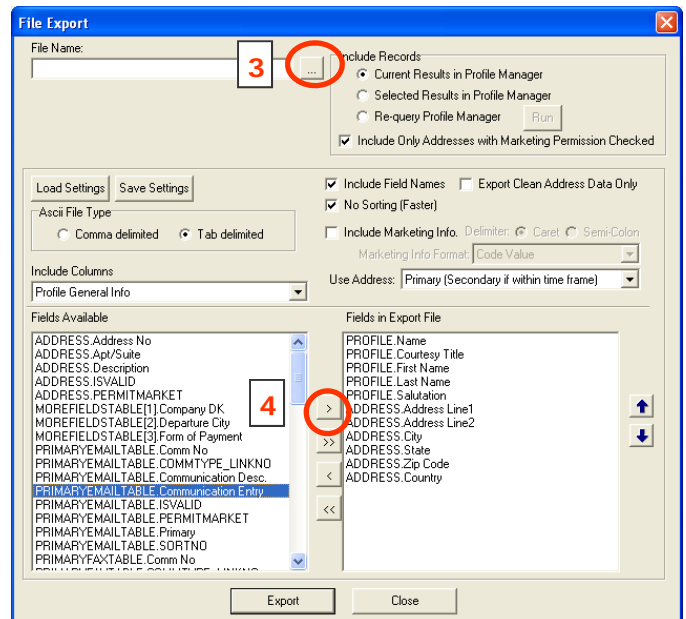 File Export
File Name:
3
...
Include Records
Current Results in Profile Manager
Selected Results in Profile Manager
Re-query Profile Manager
Run
Include Only Addresses with Marketing Permission Checked
Load Settings
Save Settings
Include Field Names
Export Clean Address Data Only
No Sorting (Faster)
Ascii File Type
Comma delimited
Tab delimited
Include Marketing Info.
Delimiter:
Caret
Semi-Colon
Marketing Info Format:
Code Value
Include Columns
Profile General Info
Use Address:
Primary (Secondary if within time frame)
Fields Available
ADDRESS.Address No
ADDRESS.Apt/Suite
ADDRESS.Description
ADDRESS.ISVALID
ADDRESS.PERMITMARKET
MOREFIELDSTABLE[1].Company DK
MOREFIELDSTABLE[2].Departure City
MOREFIELDSTABLE[3].Form of Payment
PRIMARYEMAILTABLE.Comm No
PRIMARYEMAILTABLE.COMMTYPE_LINKNO
PRIMARYEMAILTABLE.Communication Desc.
PRIMARYEMAILTABLE.Communication Entry
PRIMARYEMAILTABLE.ISVALID
PRIMARYEMAILTABLE.PERMITMARKET
PRIMARYEMAILTABLE.Primary
PRIMARYEMAILTABLE.SORTNO
PRIMARYFAXTABLE.Comm No
4
>
>>
<
<<
Fields in Export File
PROFILE.Name
PROFILE.Courtesy Title
PROFILE.First Name
PROFILE.Last Name
PROFILE.Salutation
ADDRESS.Address Line1
ADDRESS.Address Line2
ADDRESS.City
ADDRESS.State
ADDRESS.Zip Code
ADDRESS.Country
Export
Close